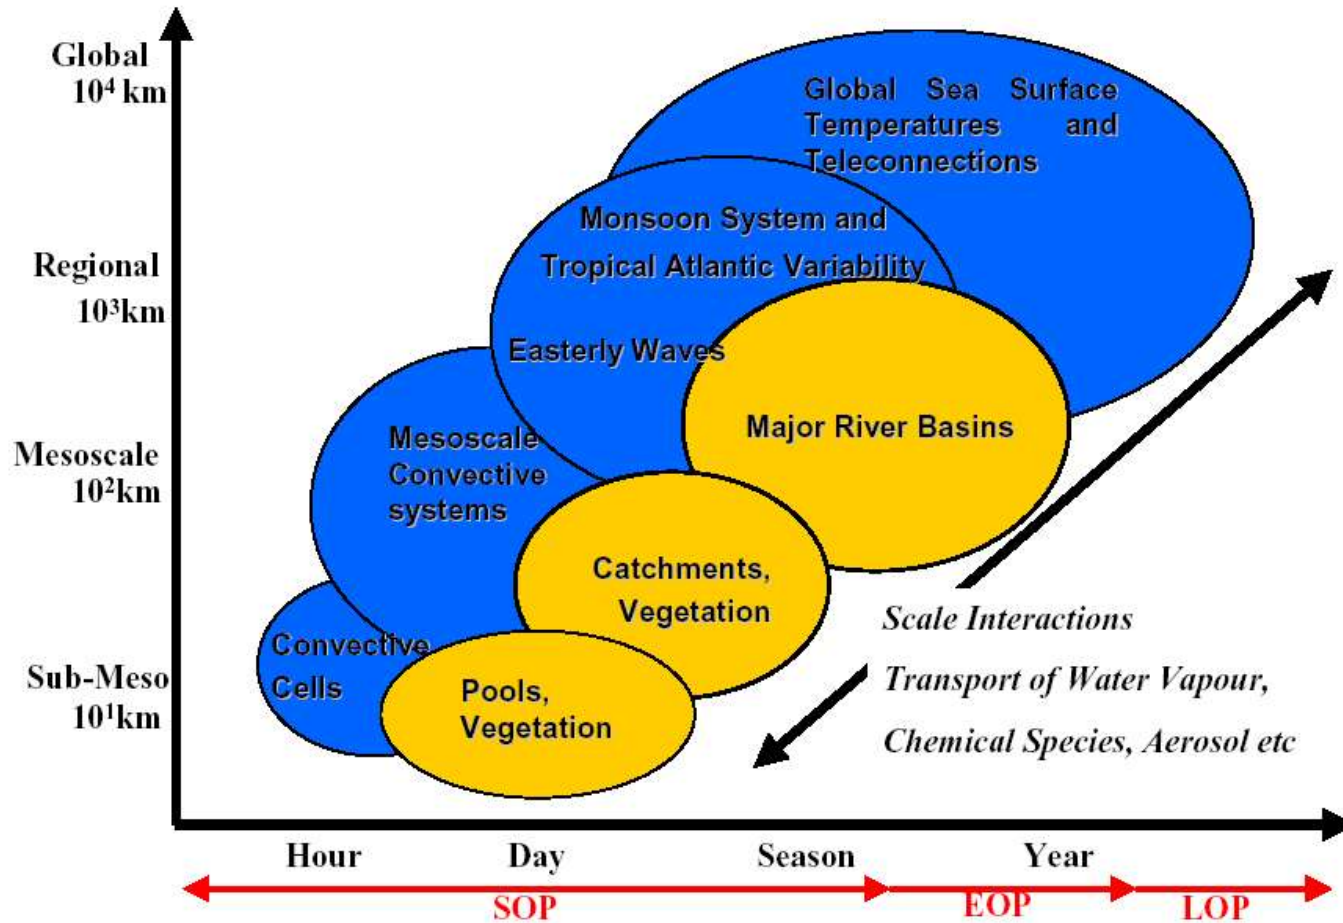 Global
10⁴ km
Global Sea Surface
Temperatures and
Teleconnections
Monsoon System and
Tropical Atlantic Variability
Regional
10³km
Easterly Waves
Major River Basins
Mesoscale
10²km
Mesoscale
Convective
systems
Catchments,
Vegetation
Scale Interactions
Transport of Water Vapour,
Chemical Species, Aerosol etc
Convective
Cells
Sub-Meso
10¹km
Pools,
Vegetation
Hour Day Season Year
SOP EOP LOP